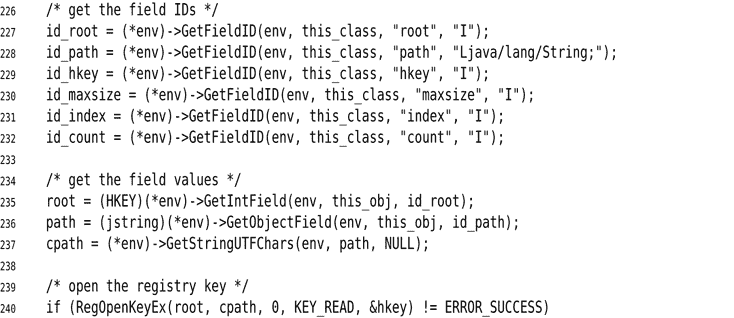 226 /* get the field IDs */
227 id_root = (*env)->GetFieldID(env, this_class, "root", "I");
228 id_path = (*env)->GetFieldID(env, this_class, "path", "Ljava/lang/String;");
229 id_hkey = (*env)->GetFieldID(env, this_class, "hkey", "I");
230 id_maxsize = (*env)->GetFieldID(env, this_class, "maxsize", "I");
231 id_index = (*env)->GetFieldID(env, this_class, "index", "I");
232 id_count = (*env)->GetFieldID(env, this_class, "count", "I");
233
234 /* get the field values */
235 root = (HKEY)(*env)->GetIntField(env, this_obj, id_root);
236 path = (jstring)(*env)->GetObjectField(env, this_obj, id_path);
237 cpath = (*env)->GetStringUTFChars(env, path, NULL);
238
239 /* open the registry key */
240 if (RegOpenKeyEx(root, cpath, 0, KEY_READ, &hkey) != ERROR_SUCCESS)